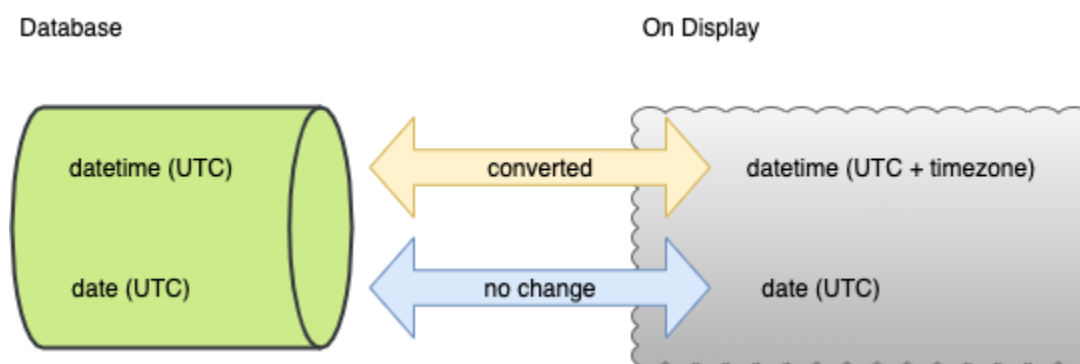 Database
On Display
datetime (UTC)
converted
datetime (UTC + timezone)
date (UTC)
no change
date (UTC)